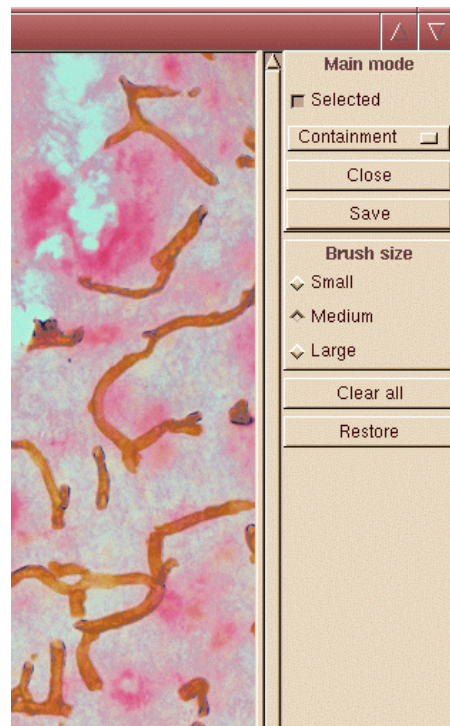 Main mode
Selected
Containment
Close
Save
Brush size
Small
Medium
Large
Clear all
Restore